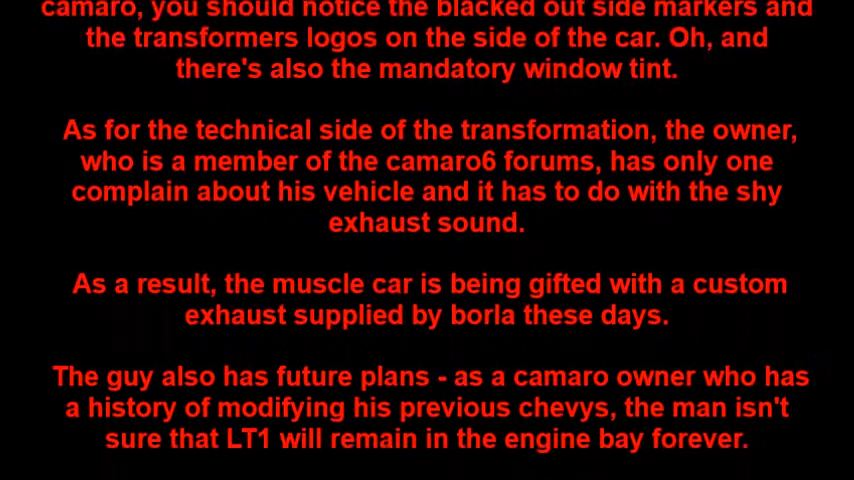 camaro, you should notice the blacked out side markers and
the transformers logos on the side of the car. Oh, and
there's also the mandatory window tint.
As for the technical side of the transformation, the owner,
who is a member of the camaro6 forums, has only one
complain about his vehicle and it has to do with the shy
exhaust sound.
As a result, the muscle car is being gifted with a custom
exhaust supplied by borla these days.
The guy also has future plans - as a camaro owner who has
a history of modifying his previous chevys, the man isn't
sure that LT1 will remain in the engine bay forever.